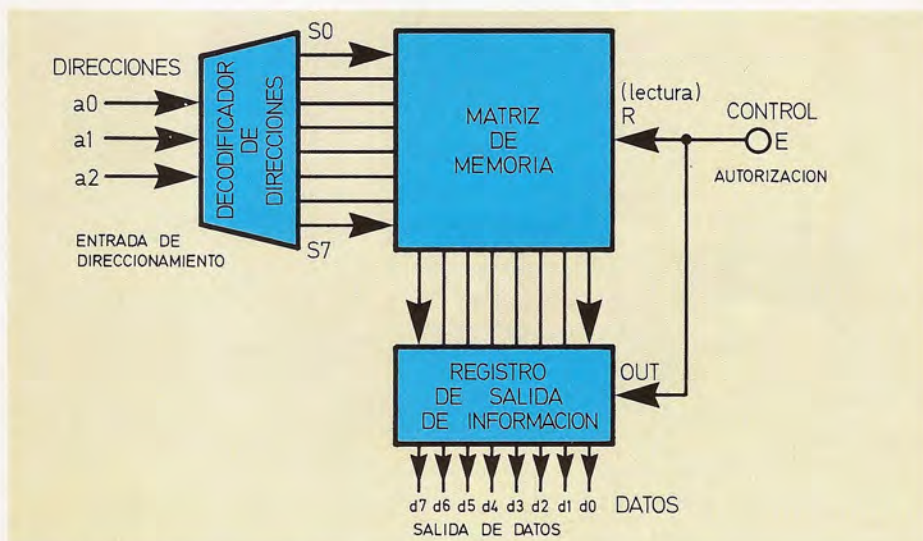 DIRECCIONES
a0
a1
a2
ENTRADA DE
DIRECCIONAMIENTO
DECODIFICADOR
DE
DIRECCIONES
S0
S7
MATRIZ
DE
MEMORIA
(lectura)
R
CONTROL
E
AUTORIZACION
REGISTRO
DE SALIDA
DE INFORMACION
OUT
d7 d6 d5 d4 d3 d2 d1 d0 DATOS
SALIDA DE DATOS